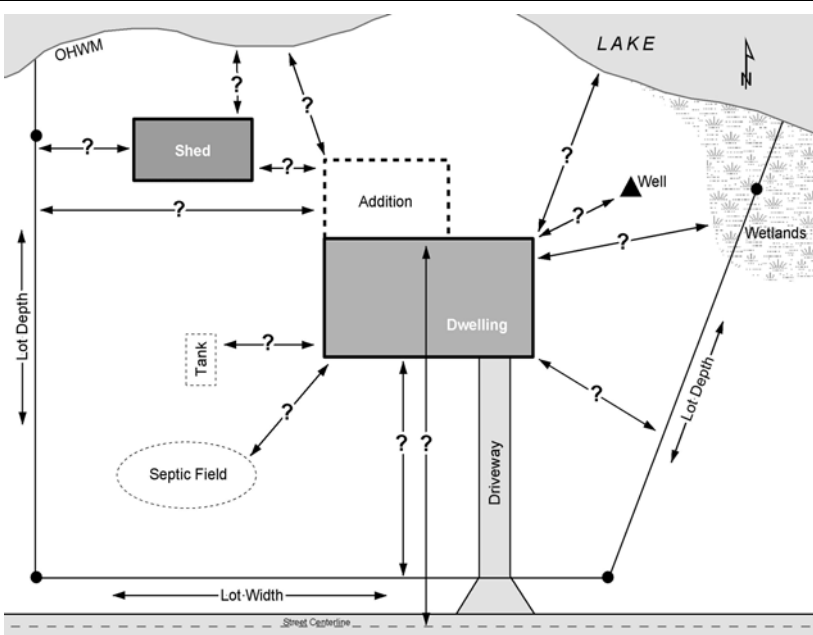 OHWM
LAKE
N
?
?
?
Shed
?
?
?
Addition
?
Well
?
?
Wetlands
Lot Depth
Dwelling
Tank
?
?
Lot Depth
?
?
?
Septic Field
Driveway
Lot Width
Street Centerline